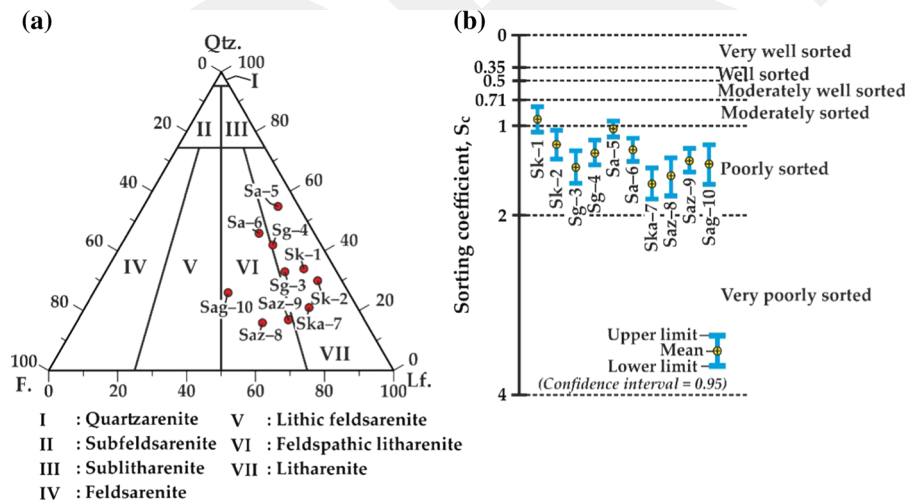 (a)
Qtz.
0 100
I
20 II III 80
40 60
Sa–5
Sa–6 Sg–4
60 40
IV V VI Sk–1
Sg–3
80 Sag–10 Saz–9 Sk–2 20
Saz–8 Ska–7
VII
100 0
F. Lf.
0 20 40 60 80 100
I : Quartzarenite
II : Subfeldsarenite
III : Sublitharenite
IV : Feldsarenite
V : Lithic feldsarenite
VI : Feldspathic litharenite
VII : Litharenite
(b)
Sorting coefficient, Sc
0
0.35
0.5
0.71
1
2
4
Very well sorted
Well sorted
Moderately well sorted
Moderately sorted
Poorly sorted
Very poorly sorted
Sk–1
Sk–2
Sg–3
Sg–4
Sa–5
Sa–6
Ska–7
Saz–8
Saz–9
Sag–10
Upper limit
Mean
Lower limit
(Confidence interval = 0.95)